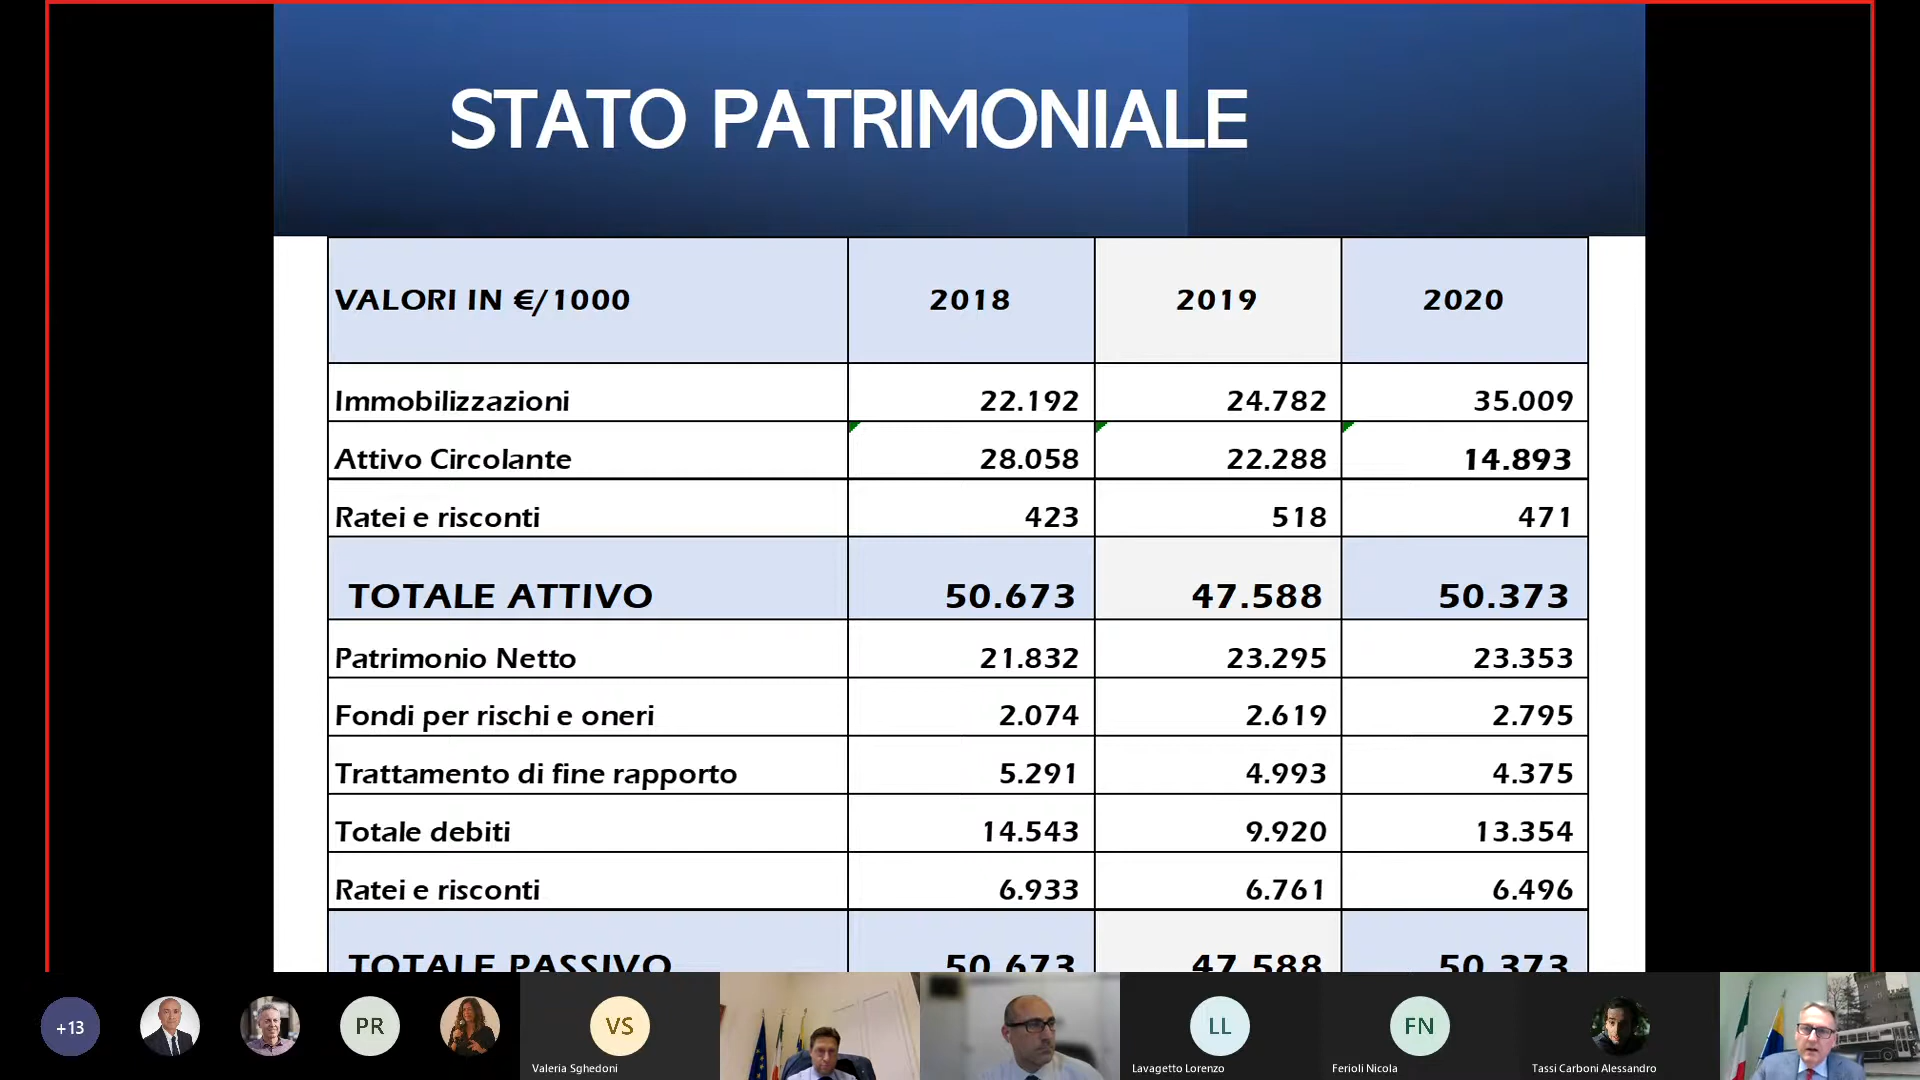 STATO PATRIMONIALE
VALORI IN €/1000 2018 2019 2020
Immobilizzazioni 22.192 24.782 35.009
Attivo Circolante 28.058 22.288 14.893
Ratei e risconti 423 518 471
TOTALE ATTIVO 50.673 47.588 50.373
Patrimonio Netto 21.832 23.295 23.353
Fondi per rischi e oneri 2.074 2.619 2.795
Trattamento di fine rapporto 5.291 4.993 4.375
Totale debiti 14.543 9.920 13.354
Ratei e risconti 6.933 6.761 6.496
TOTALE PASSIVO 50.673 47.588 50.373
+13 PR VS LL FN
Valeria Sghedoni Lavagetto Lorenzo Ferioli Nicola Tassi Carboni Alessandro